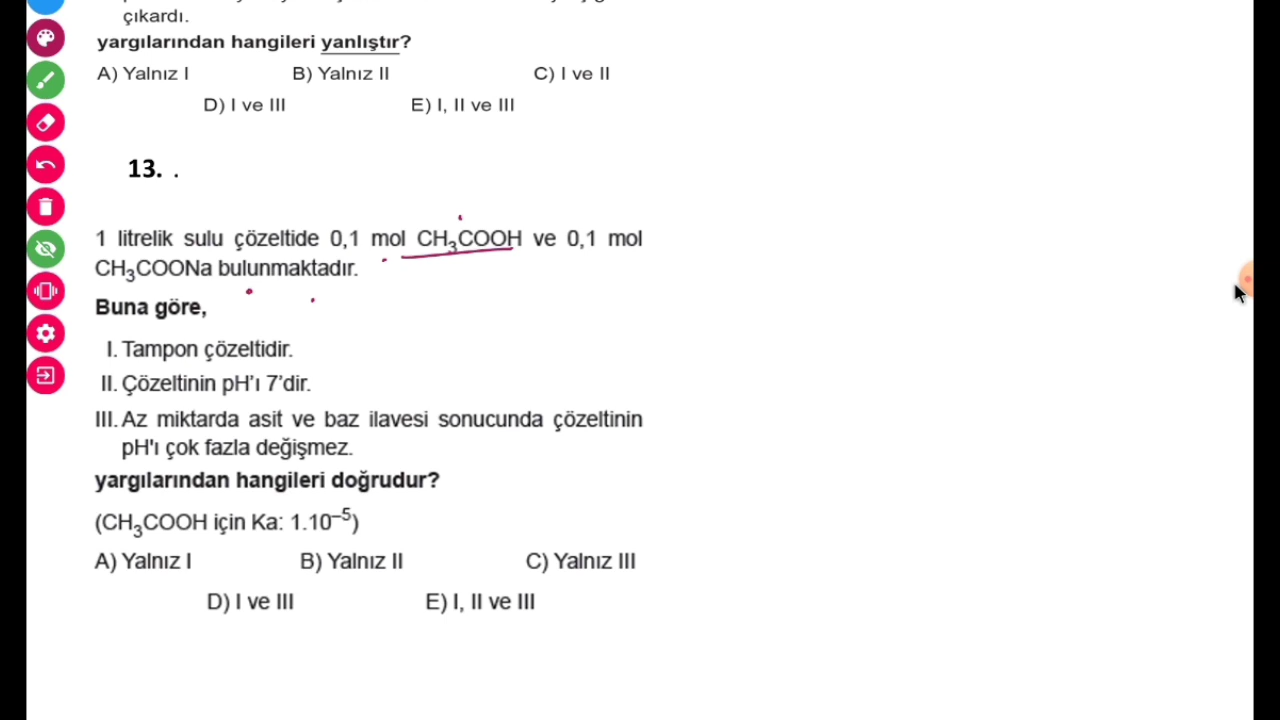 çıkardı.
yargılarından hangileri yanlıştır?
A) Yalnız I B) Yalnız II C) I ve II
D) I ve III E) I, II ve III
13. .
1 litrelik sulu çözeltide 0,1 mol CH₃COOH ve 0,1 mol
CH₃COONa bulunmaktadır.
Buna göre,
I. Tampon çözeltidir.
II. Çözeltinin pH'ı 7'dir.
III. Az miktarda asit ve baz ilavesi sonucunda çözeltinin
pH'ı çok fazla değişmez.
yargılarından hangileri doğrudur?
(CH₃COOH için Ka: 1.10⁻⁵)
A) Yalnız I B) Yalnız II C) Yalnız III
D) I ve III E) I, II ve III